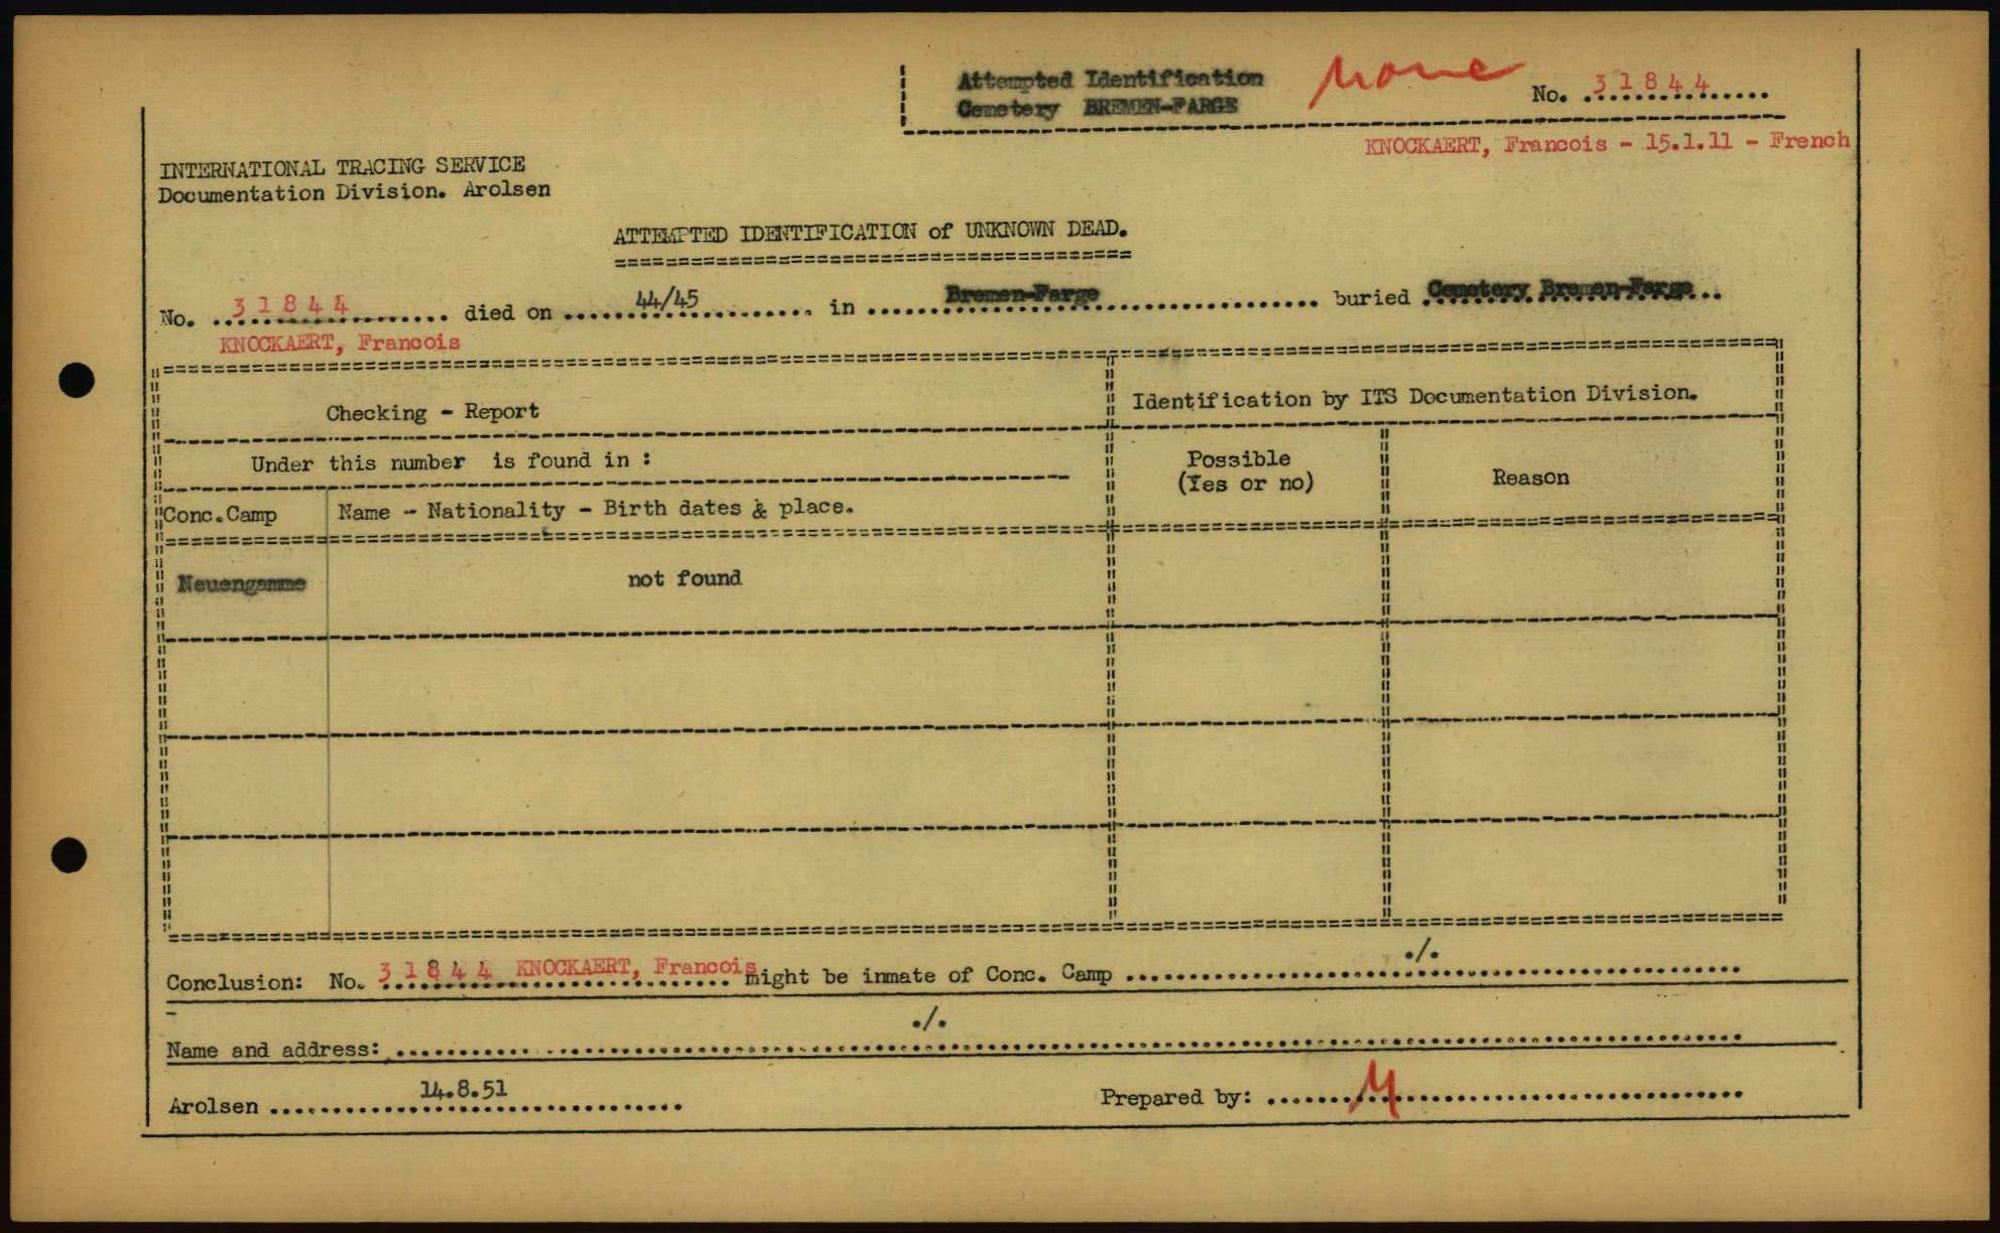 Attempted Identification
Cemetery BREMEN-FARGE
None
No. 31844
KNOCKAERT, Francois - 15.1.11 - French
INTERNATIONAL TRACING SERVICE
Documentation Division. Arolsen
ATTEMPTED IDENTIFICATION of UNKNOWN DEAD.
No. 31844 died on 44/45 in Bremen-Farge buried Cemetery Bremen-Farge
KNOCKAERT, Francois
Checking - Report
Identification by ITS Documentation Division.
Under this number is found in :
Possible
(Yes or no)
Reason
Conc.Camp
Name - Nationality - Birth dates & place.
Neuengamme
not found
Conclusion: No. 31844 KNOCKAERT, Francois might be inmate of Conc. Camp ./.
Name and address: ./.
Arolsen 14.8.51
Prepared by: